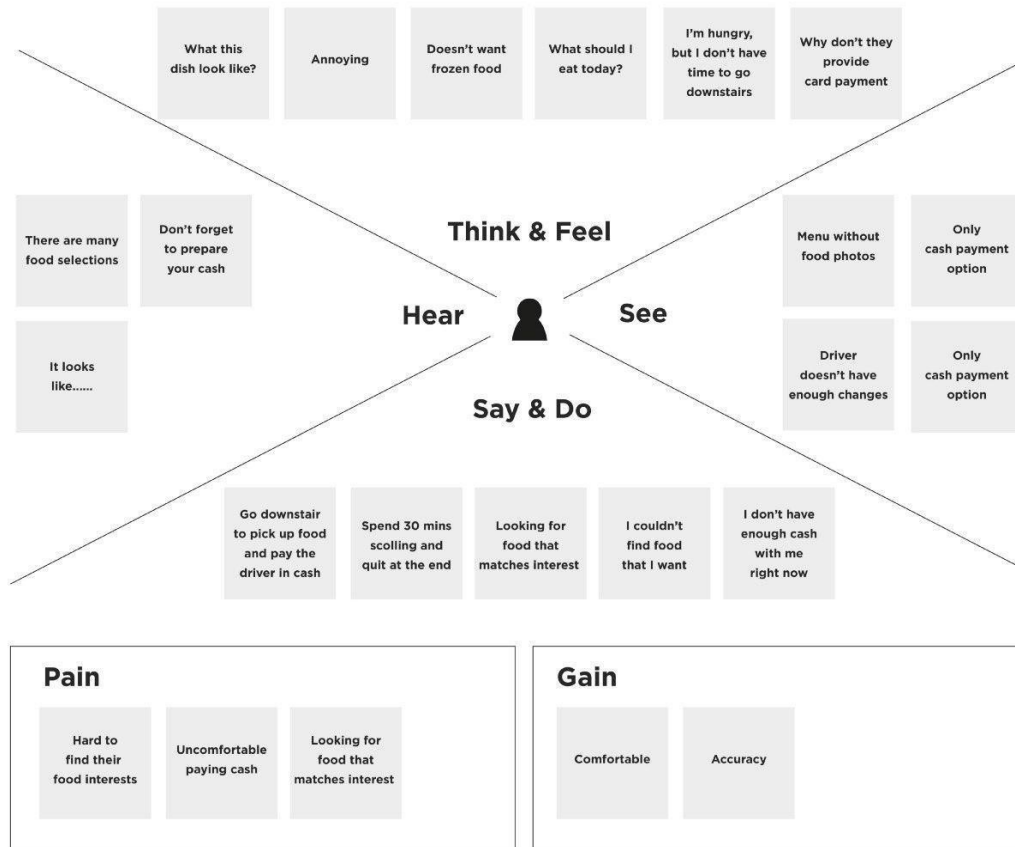 What this
dish look like?
Annoying
Doesn't want
frozen food
What should I
eat today?
I'm hungry,
but I don't have
time to go
downstairs
Why don't they
provide
card payment
Think & Feel
There are many
food selections
Don't forget
to prepare
your cash
It looks
like......
Hear
See
Menu without
food photos
Only
cash payment
option
Driver
doesn't have
enough changes
Only
cash payment
option
Say & Do
Go downstair
to pick up food
and pay the
driver in cash
Spend 30 mins
scolling and
quit at the end
Looking for
food that
matches interest
I couldn't
find food
that I want
I don't have
enough cash
with me
right now
Pain
Hard to
find their
food interests
Uncomfortable
paying cash
Looking for
food that
matches interest
Gain
Comfortable
Accuracy